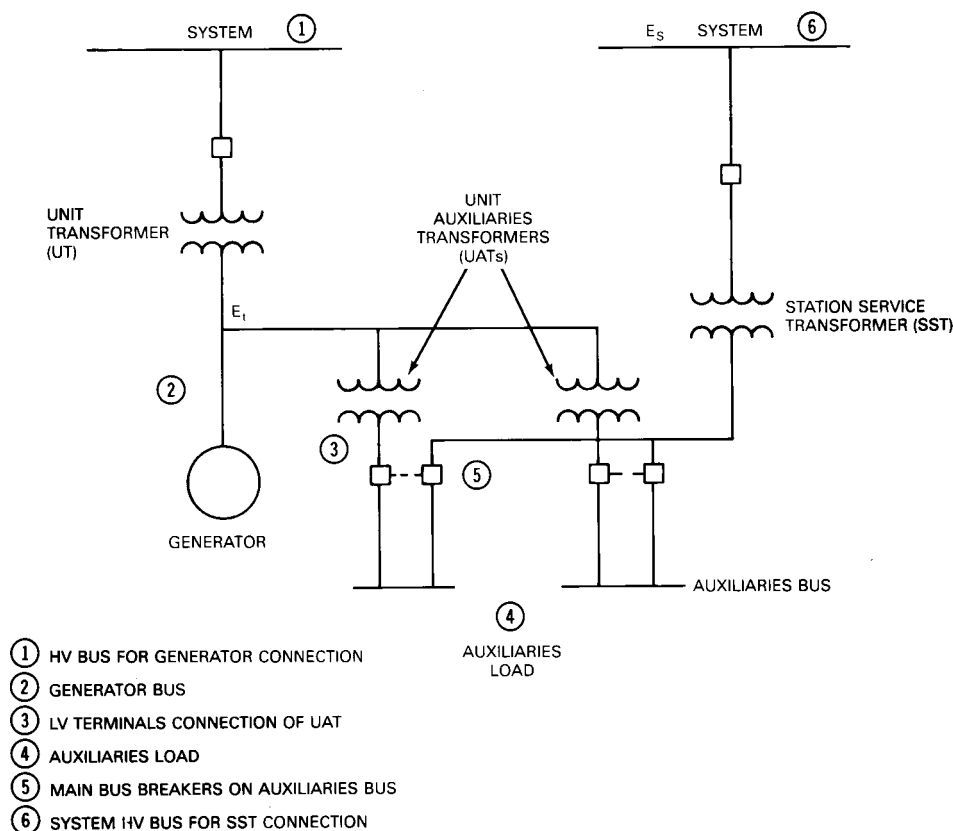 SYSTEM ①
E_S SYSTEM ⑥
UNIT
TRANSFORMER
(UT)
UNIT
AUXILIARIES
TRANSFORMERS
(UATs)
STATION SERVICE
TRANSFORMER (SST)
E_t
②
③
⑤
GENERATOR
AUXILIARIES BUS
④
AUXILIARIES
LOAD
① HV BUS FOR GENERATOR CONNECTION
② GENERATOR BUS
③ LV TERMINALS CONNECTION OF UAT
④ AUXILIARIES LOAD
⑤ MAIN BUS BREAKERS ON AUXILIARIES BUS
⑥ SYSTEM HV BUS FOR SST CONNECTION